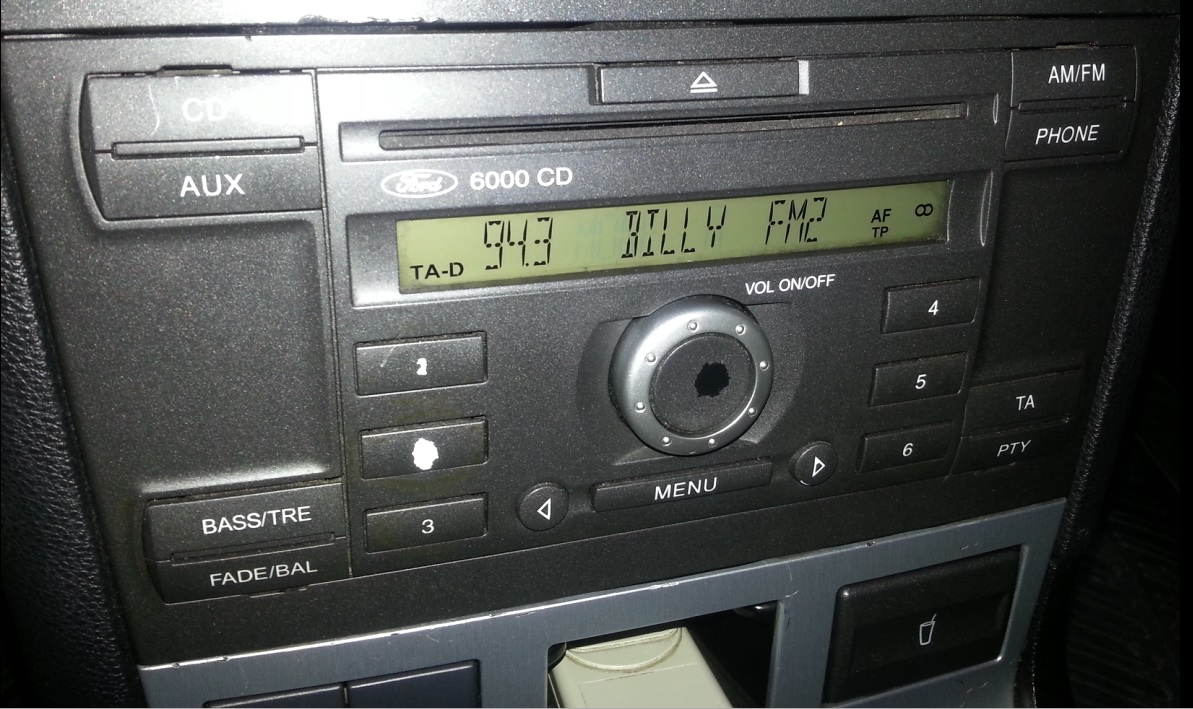 CD
AUX
AM/FM
PHONE
Ford
6000 CD
TA-D
94.3 BILLY FM2
AF
TP
VOL ON/OFF
4
5
3
6
TA
PTY
MENU
BASS/TRE
FADE/BAL